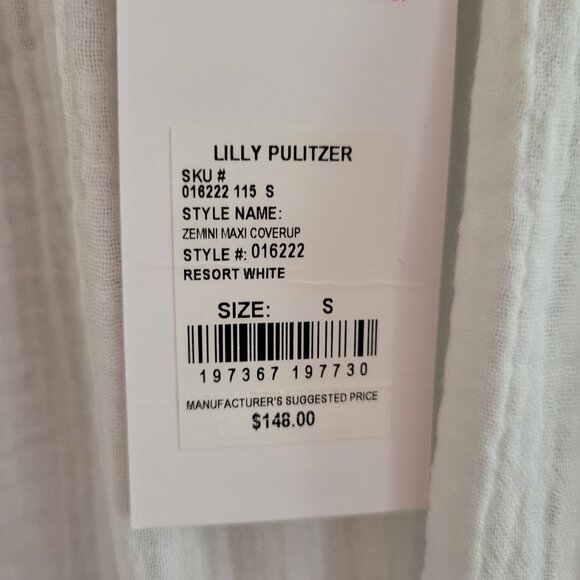 LILLY PULITZER
SKU #
016222 115 S
STYLE NAME:
ZEMINI MAXI COVERUP
STYLE #: 016222
RESORT WHITE
SIZE: S
197367 197730
MANUFACTURER'S SUGGESTED PRICE
$148.00